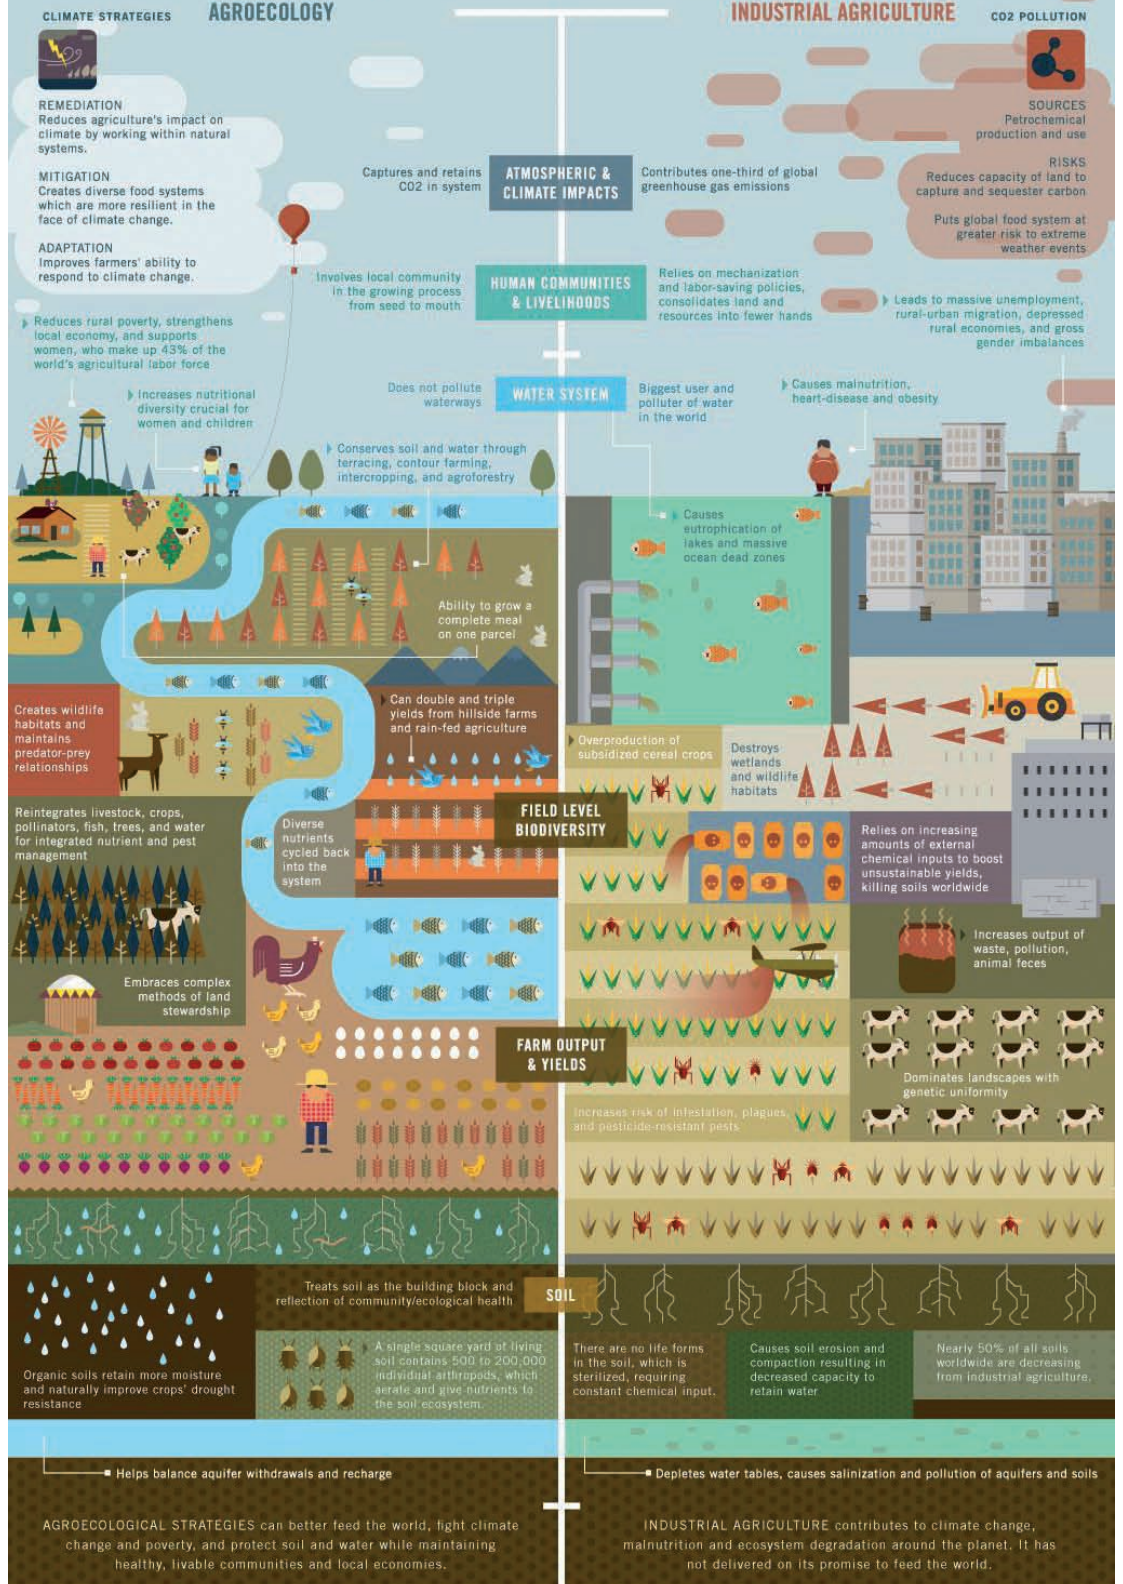 CLIMATE STRATEGIES
AGROECOLOGY
INDUSTRIAL AGRICULTURE
CO2 POLLUTION
REMEDIATION
Reduces agriculture's impact on
climate by working within natural
systems.
MITIGATION
Creates diverse food systems
which are more resilient in the
face of climate change.
ADAPTATION
Improves farmers' ability to
respond to climate change.
SOURCES
Petrochemical
production and use
RISKS
Reduces capacity of land to
capture and sequester carbon
Puts global food system at
greater risk to extreme
weather events
Captures and retains
CO2 in system
ATMOSPHERIC &
CLIMATE IMPACTS
Contributes one-third of global
greenhouse gas emissions
Involves local community
in the growing process
from seed to mouth
HUMAN COMMUNITIES
& LIVELIHOODS
Relies on mechanization
and labor-saving policies,
consolidates land and
resources into fewer hands
Leads to massive unemployment,
rural-urban migration, depressed
rural economies, and gross
gender imbalances
Reduces rural poverty, strengthens
local economy, and supports
women, who make up 43% of the
world's agricultural labor force
Increases nutritional
diversity crucial for
women and children
Does not pollute
waterways
WATER SYSTEM
Biggest user and
polluter of water
in the world
Causes malnutrition,
heart-disease and obesity
Conserves soil and water through
terracing, contour farming,
intercropping, and agroforestry
Causes
eutrophication of
lakes and massive
ocean dead zones
Ability to grow a
complete meal
on one parcel
Creates wildlife
habitats and
maintains
predator-prey
relationships
Can double and triple
yields from hillside farms
and rain-fed agriculture
Overproduction of
subsidized cereal crops
Destroys
wetlands
and wildlife
habitats
Reintegrates livestock, crops,
pollinators, fish, trees, and water
for integrated nutrient and pest
management
Diverse
nutrients
cycled back
into the
system
FIELD LEVEL
BIODIVERSITY
Relies on increasing
amounts of external
chemical inputs to boost
unsustainable yields,
killing soils worldwide
Increases output of
waste, pollution,
animal feces
Embraces complex
methods of land
stewardship
FARM OUTPUT
& YIELDS
Dominates landscapes with
genetic uniformity
Increases risk of infestation, plagues,
and pesticide-resistant pests
Treats soil as the building block and
reflection of community/ecological health
SOIL
Organic soils retain more moisture
and naturally improve crops' drought
resistance
A single square yard of living
soil contains 500 to 200,000
individual arthropods, which
aerate and give nutrients to
the soil ecosystem.
There are no life forms
in the soil, which is
sterilized, requiring
constant chemical input.
Causes soil erosion and
compaction resulting in
decreased capacity to
retain water
Nearly 50% of all soils
worldwide are decreasing
from industrial agriculture.
Helps balance aquifer withdrawals and recharge
Depletes water tables, causes salinization and pollution of aquifers and soils
AGROECOLOGICAL STRATEGIES can better feed the world, fight climate
change and poverty, and protect soil and water while maintaining
healthy, livable communities and local economies.
INDUSTRIAL AGRICULTURE contributes to climate change,
malnutrition and ecosystem degradation around the planet. It has
not delivered on its promise to feed the world.